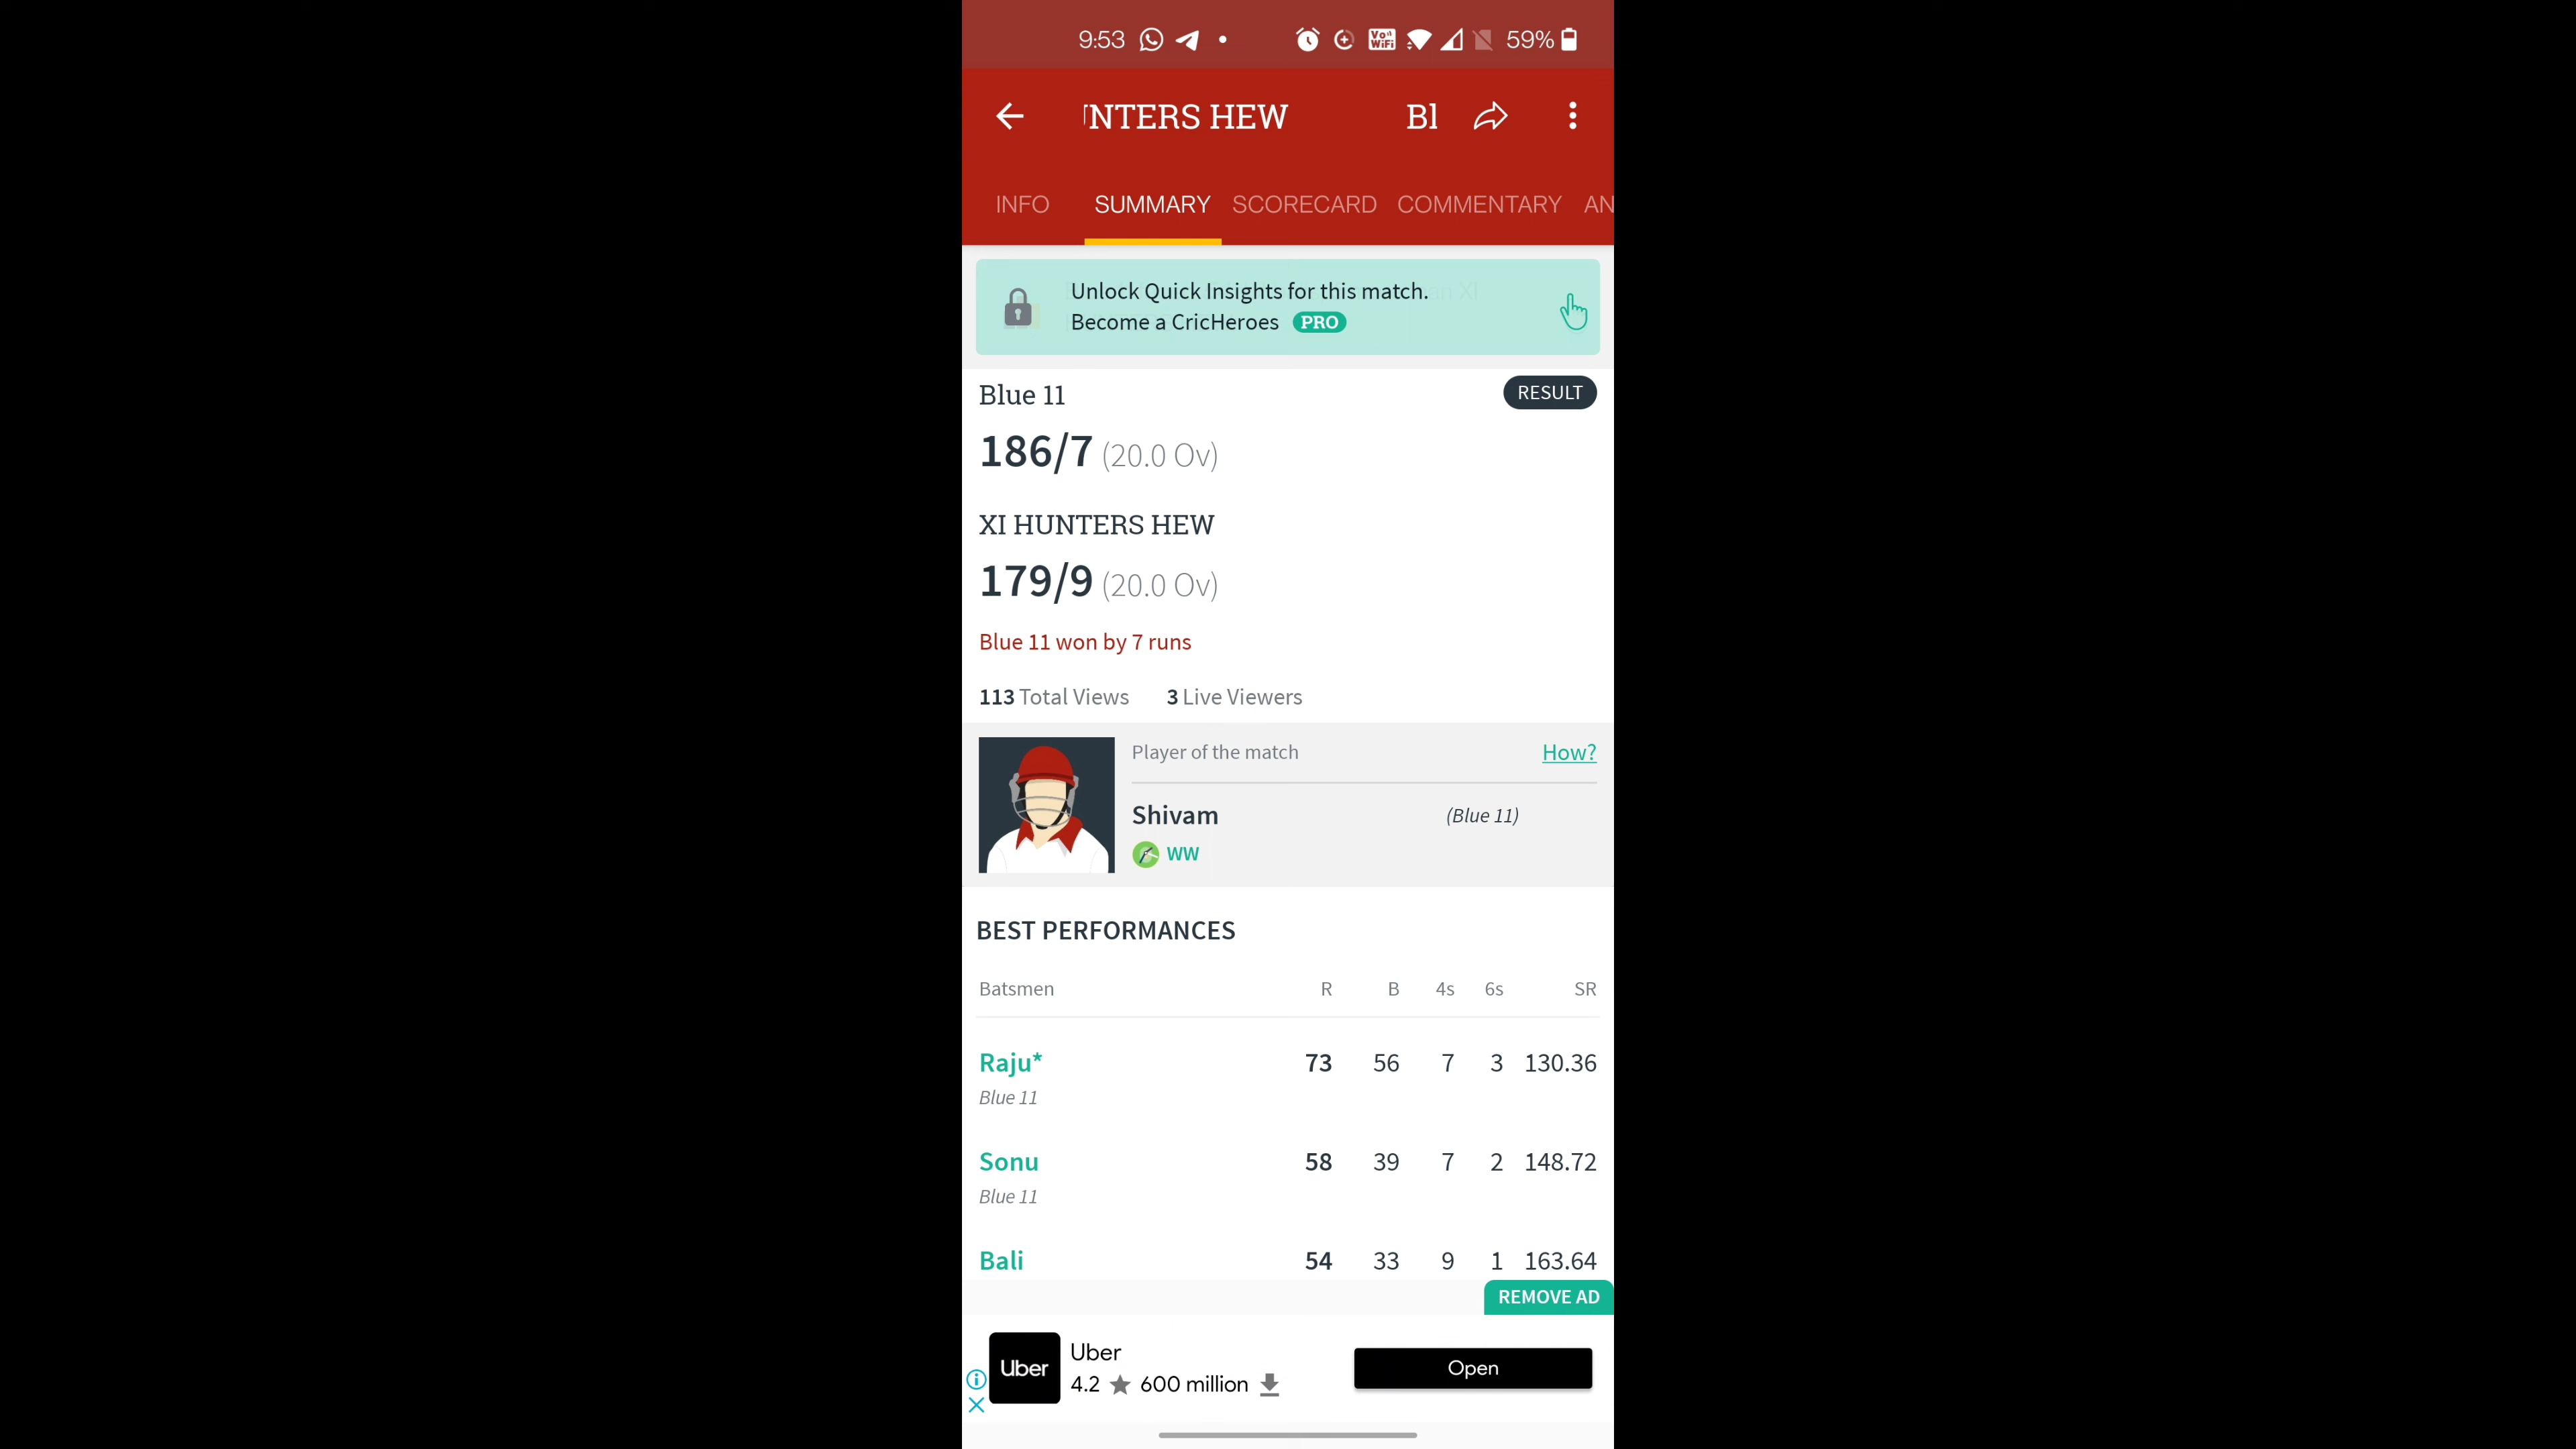 9:53 59%
NTERS HEW Bl
INFO SUMMARY SCORECARD COMMENTARY AN
Unlock Quick Insights for this match.
Become a CricHeroes PRO
Blue 11 RESULT
186/7 (20.0 Ov)
XI HUNTERS HEW
179/9 (20.0 Ov)
Blue 11 won by 7 runs
113 Total Views 3 Live Viewers
Player of the match How?
Shivam (Blue 11)
WW
BEST PERFORMANCES
Batsmen R B 4s 6s SR
Raju* 73 56 7 3 130.36
Blue 11
Sonu 58 39 7 2 148.72
Blue 11
Bali 54 33 9 1 163.64
REMOVE AD
Uber
Uber
4.2 600 million
Open